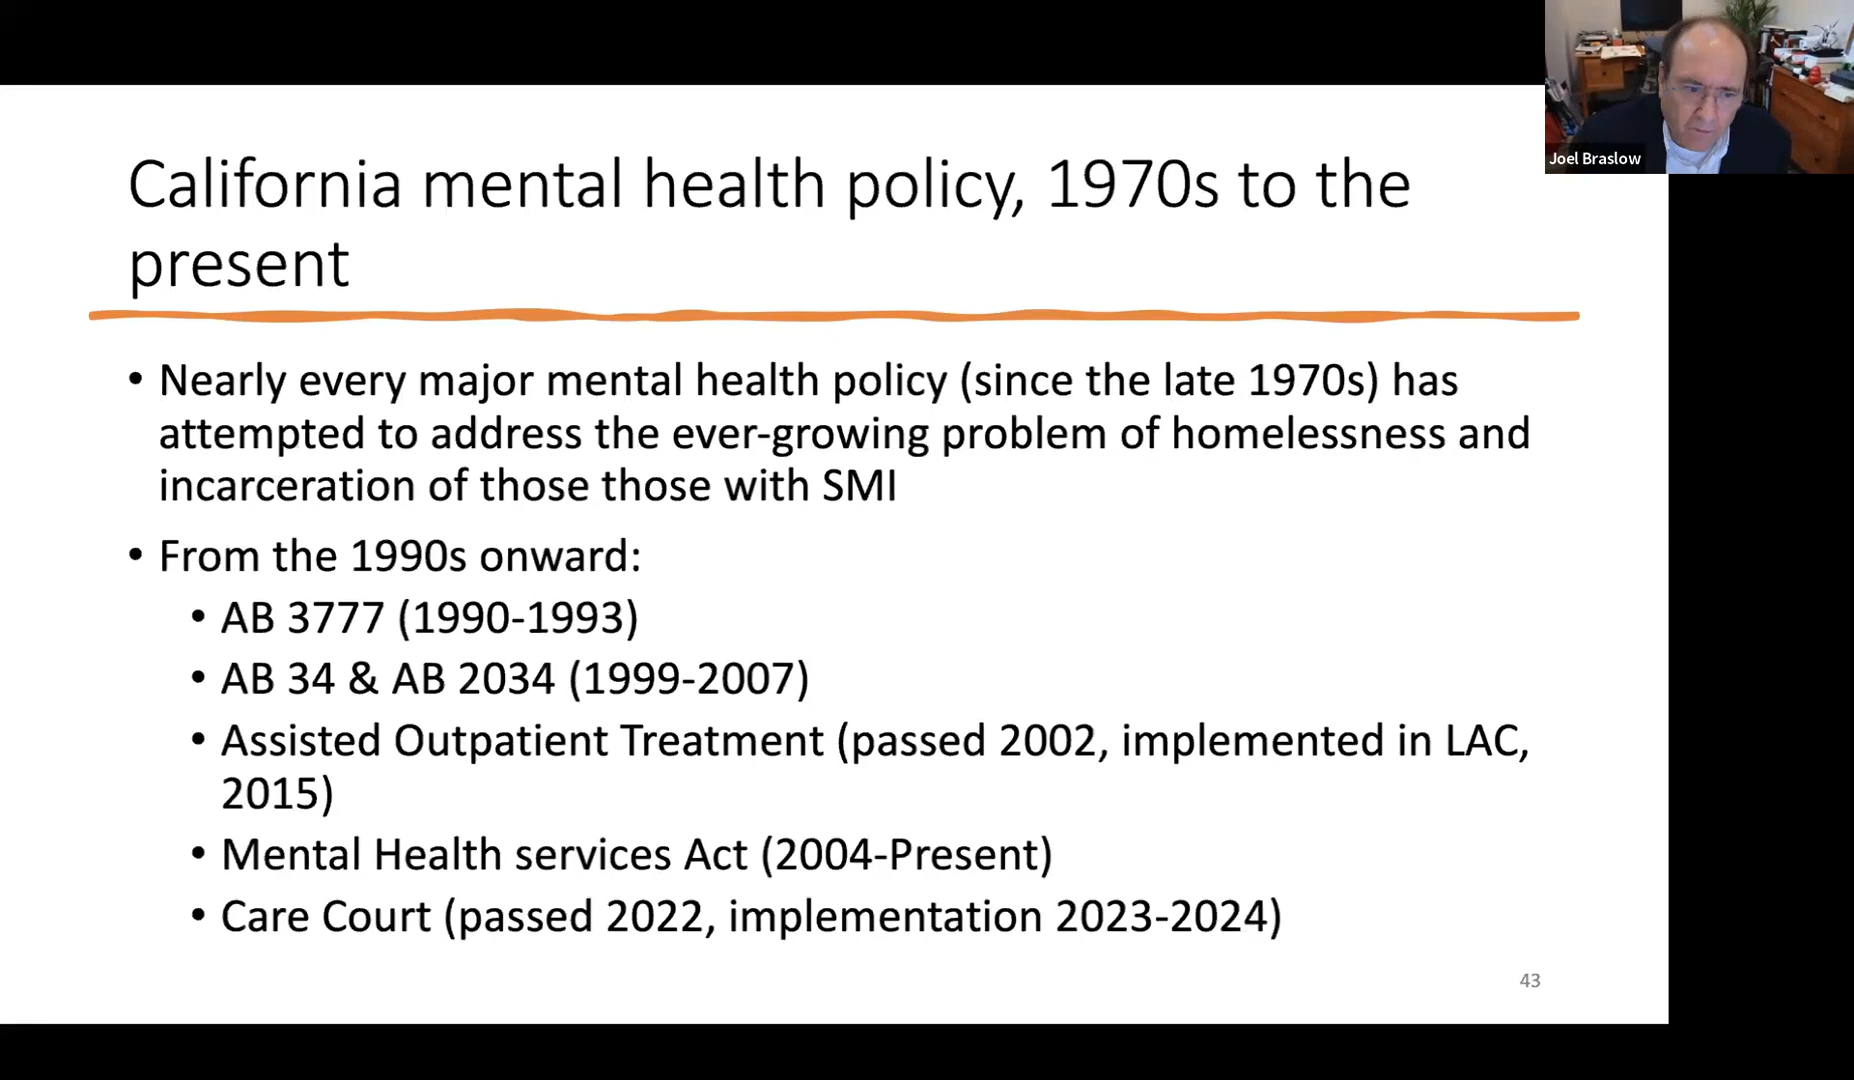 California mental health policy, 1970s to the
present
• Nearly every major mental health policy (since the late 1970s) has
attempted to address the ever-growing problem of homelessness and
incarceration of those those with SMI
• From the 1990s onward:
• AB 3777 (1990-1993)
• AB 34 & AB 2034 (1999-2007)
• Assisted Outpatient Treatment (passed 2002, implemented in LAC,
2015)
• Mental Health services Act (2004-Present)
• Care Court (passed 2022, implementation 2023-2024)
43
Joel Braslow